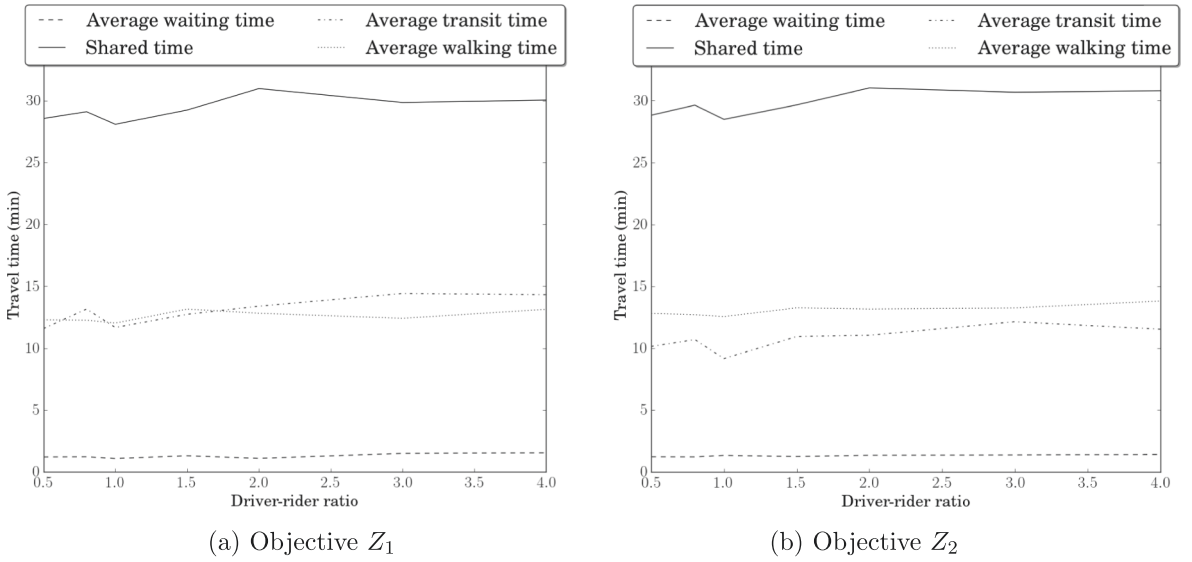 Average waiting time
Average transit time
Shared time
Average walking time
30
25
20
15
10
5
0
Travel time (min)
0.5 1.0 1.5 2.0 2.5 3.0 3.5 4.0
Driver-rider ratio
(a) Objective Z1
Average waiting time
Average transit time
Shared time
Average walking time
30
25
20
15
10
5
0
Travel time (min)
0.5 1.0 1.5 2.0 2.5 3.0 3.5 4.0
Driver-rider ratio
(b) Objective Z2